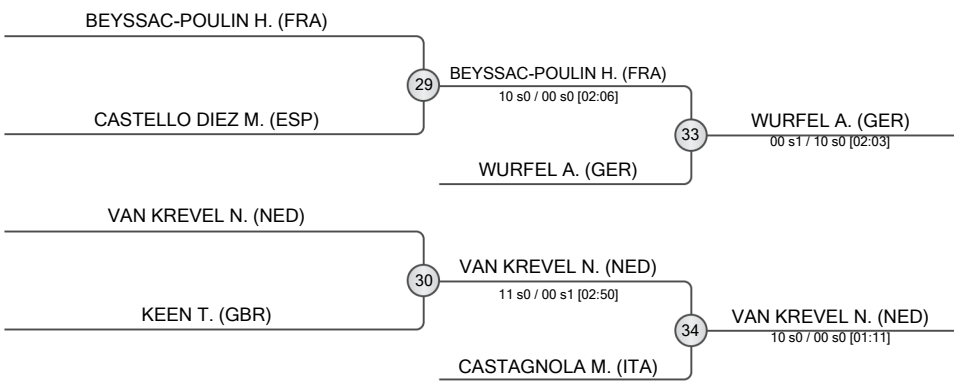 BEYSSAC-POULIN H. (FRA)
29
BEYSSAC-POULIN H. (FRA)
10 s0 / 00 s0 [02:06]
CASTELLO DIEZ M. (ESP)
33
WURFEL A. (GER)
00 s1 / 10 s0 [02:03]
WURFEL A. (GER)
VAN KREVEL N. (NED)
30
VAN KREVEL N. (NED)
11 s0 / 00 s1 [02:50]
KEEN T. (GBR)
34
VAN KREVEL N. (NED)
10 s0 / 00 s0 [01:11]
CASTAGNOLA M. (ITA)